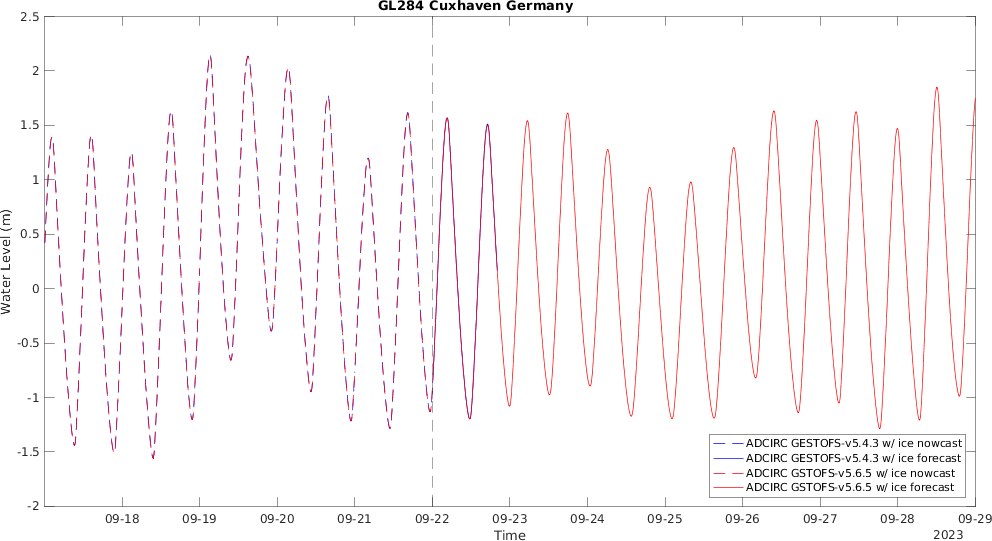 GL284 Cuxhaven Germany
2.5
2
1.5
1
0.5
0
-0.5
-1
-1.5
-2
Water Level (m)
ADCIRC GESTOFS-v5.4.3 w/ ice nowcast
ADCIRC GESTOFS-v5.4.3 w/ ice forecast
ADCIRC GSTOFS-v5.6.5 w/ ice nowcast
ADCIRC GSTOFS-v5.6.5 w/ ice forecast
09-18 09-19 09-20 09-21 09-22 09-23 09-24 09-25 09-26 09-27 09-28 09-29
Time
2023